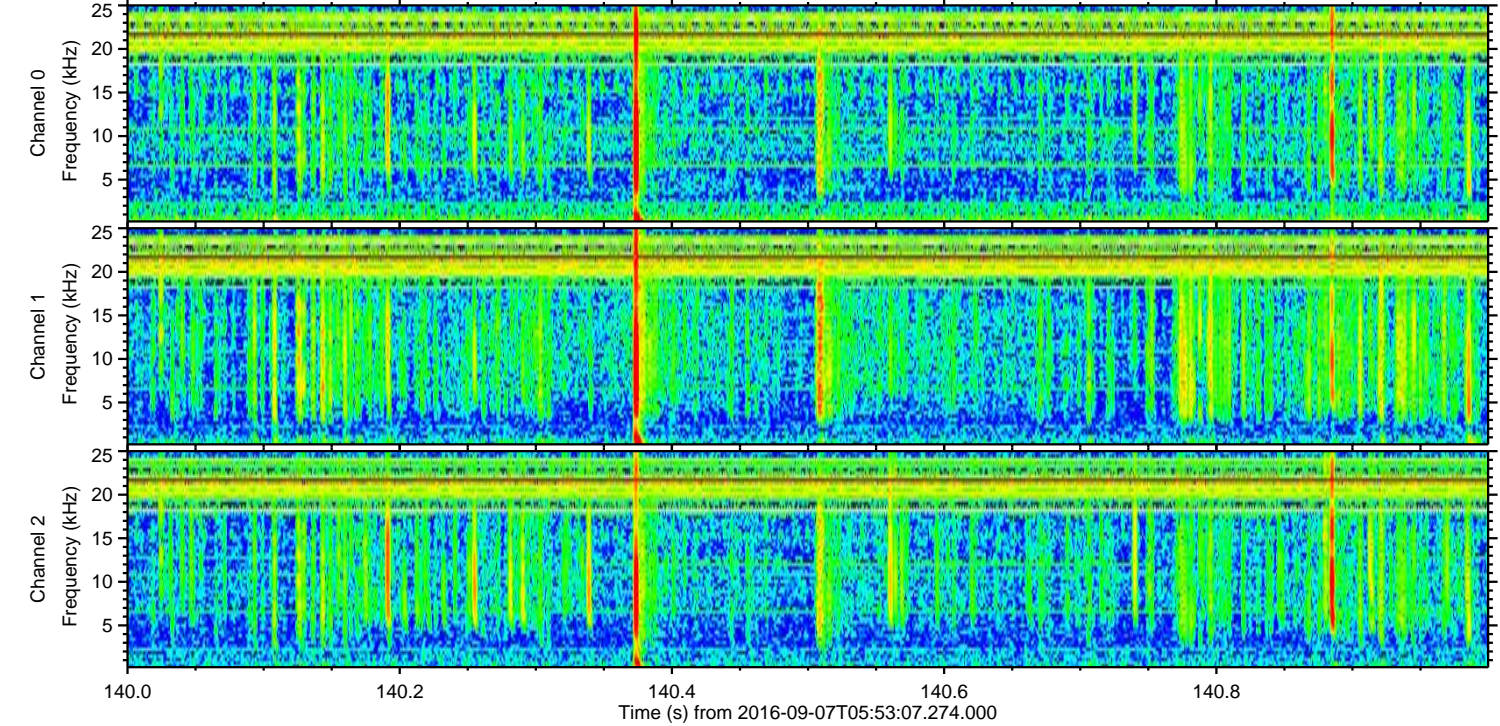 Channel 0
Frequency (kHz)
25
20
15
10
5
Channel 1
Frequency (kHz)
25
20
15
10
5
Channel 2
Frequency (kHz)
25
20
15
10
5
140.0 140.2 140.4 140.6 140.8
Time (s) from 2016-09-07T05:53:07.274.000